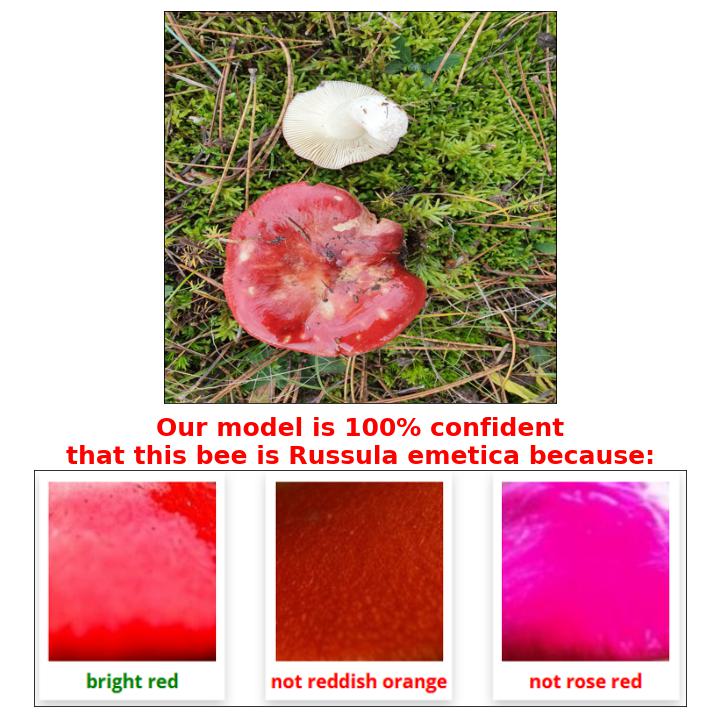 Our model is 100% confident
that this bee is Russula emetica because:
bright red
not reddish orange
not rose red